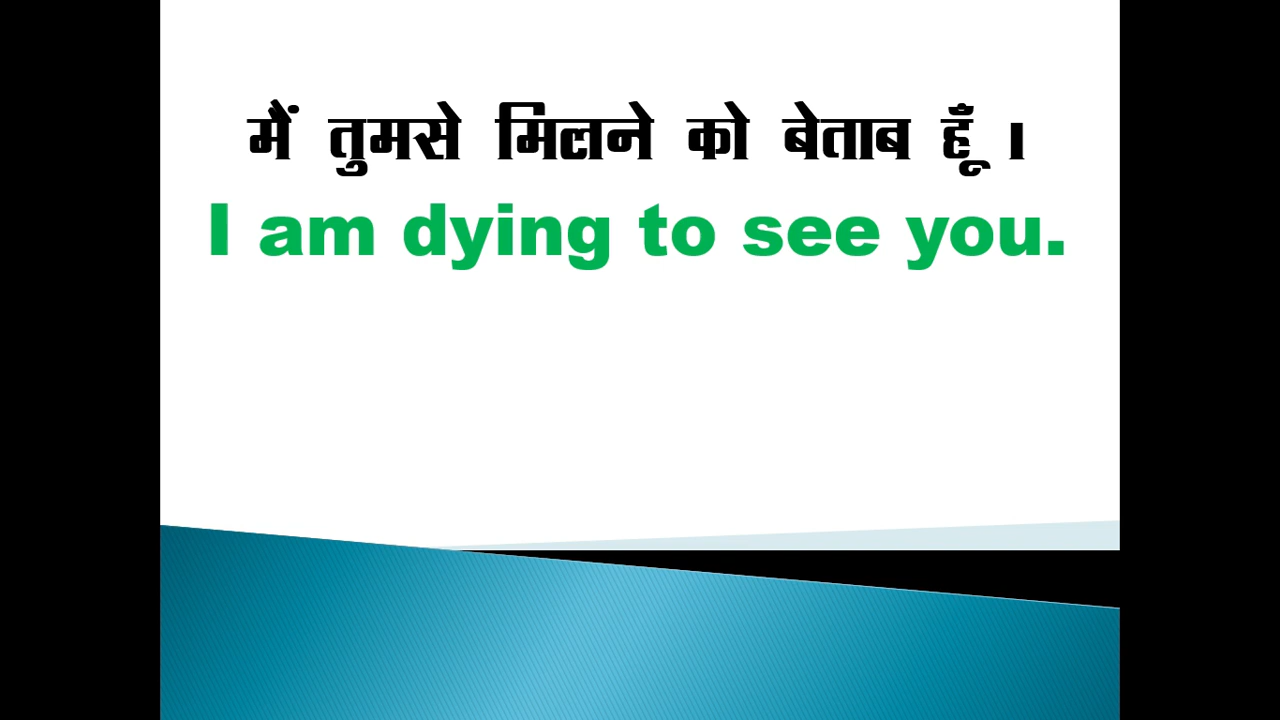 मैं तुमसे मिलने को बेताब हूँ ।
I am dying to see you.